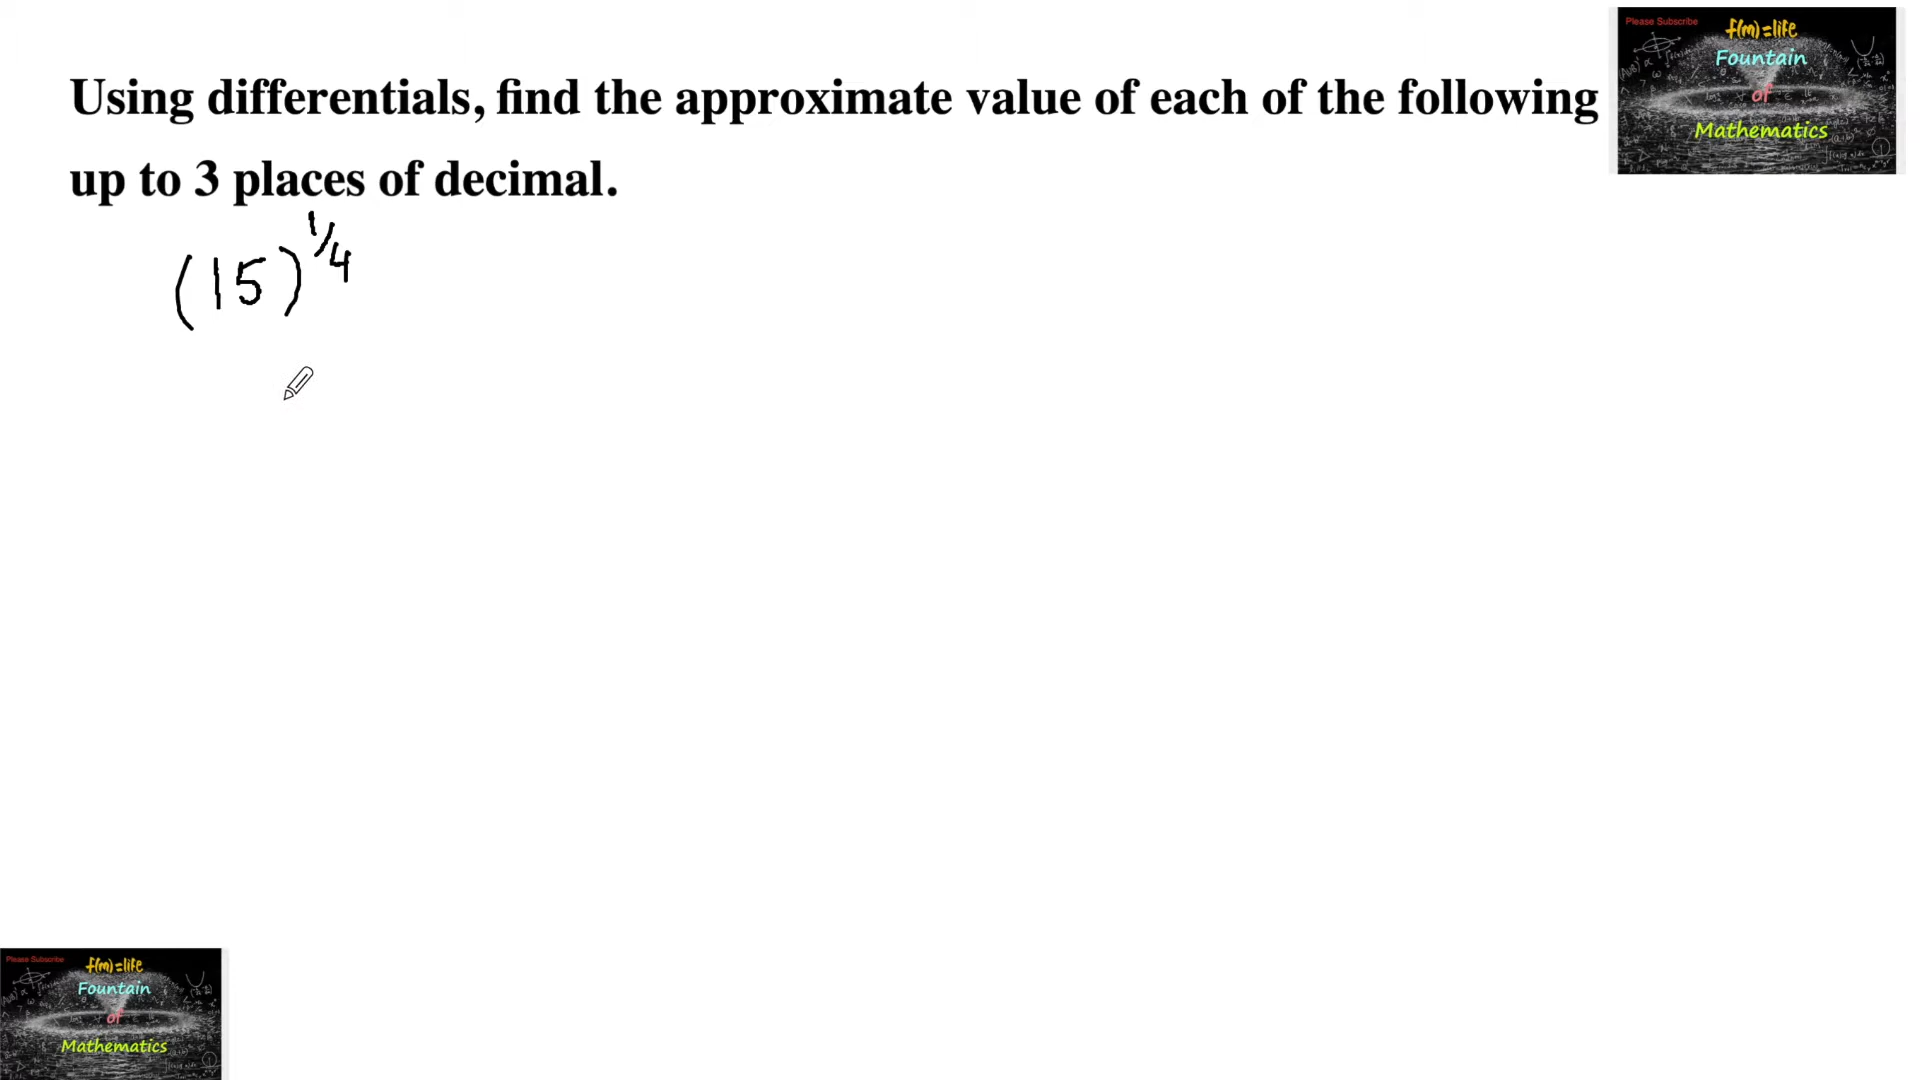 Using differentials, find the approximate value of each of the following
up to 3 places of decimal.
(15)^1/4
Please Subscribe
f(m)=life
Fountain
of
Mathematics
Please Subscribe
f(m)=life
Fountain
of
Mathematics